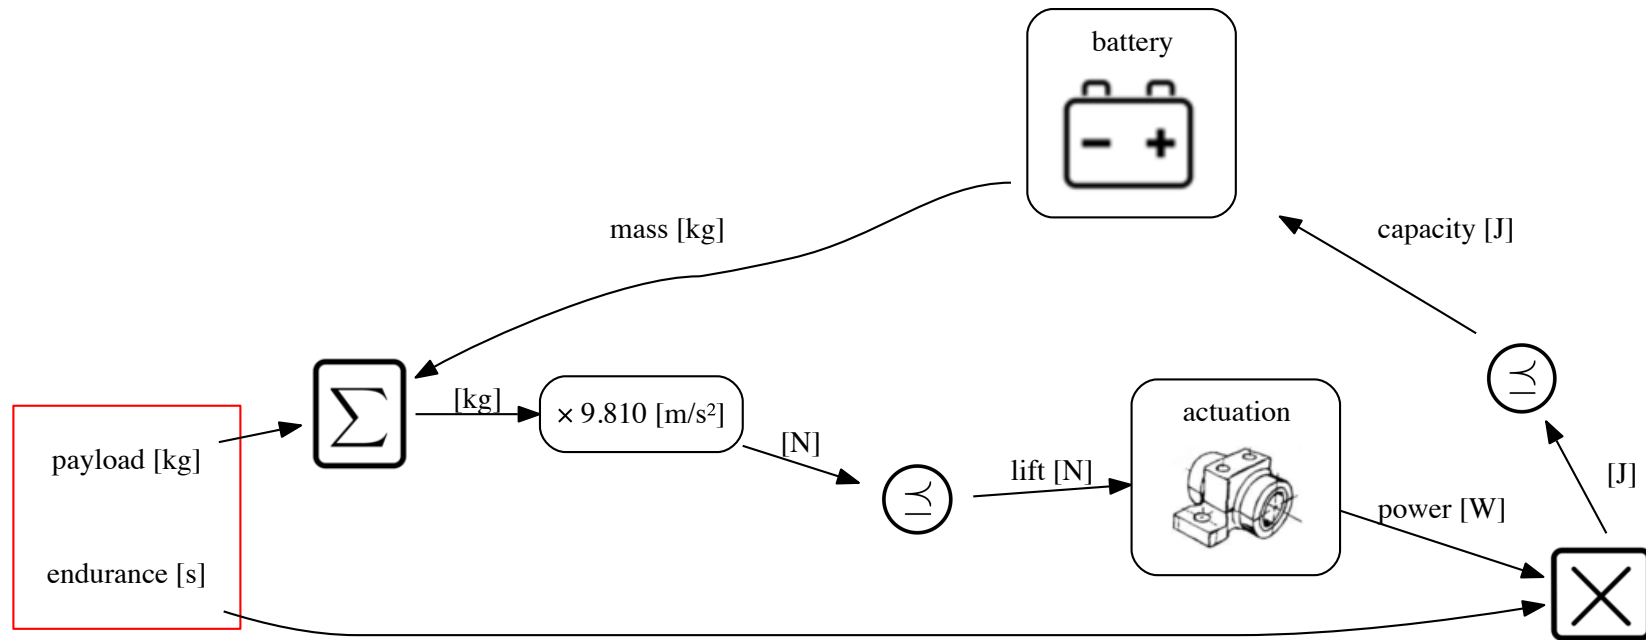 battery
mass [kg]
capacity [J]
∑
[kg]
× 9.810 [m/s²]
[N]
⪯
lift [N]
actuation
power [W]
⪯
[J]
payload [kg]
endurance [s]